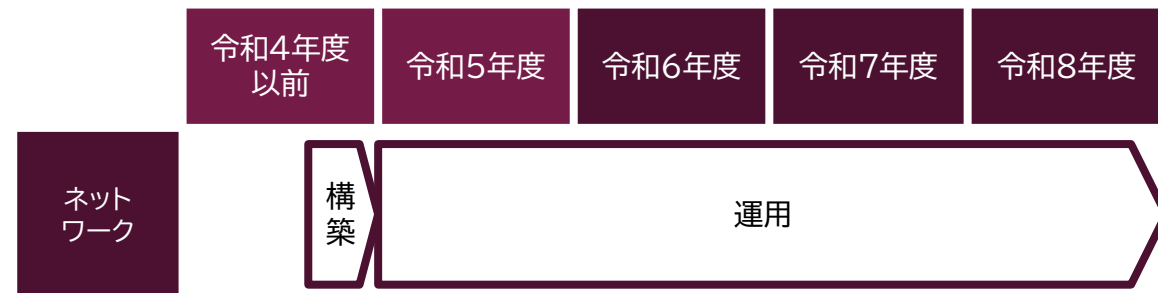 令和4年度
以前
令和5年度
令和6年度
令和7年度
令和8年度
ネット
ワーク
構
築
運用